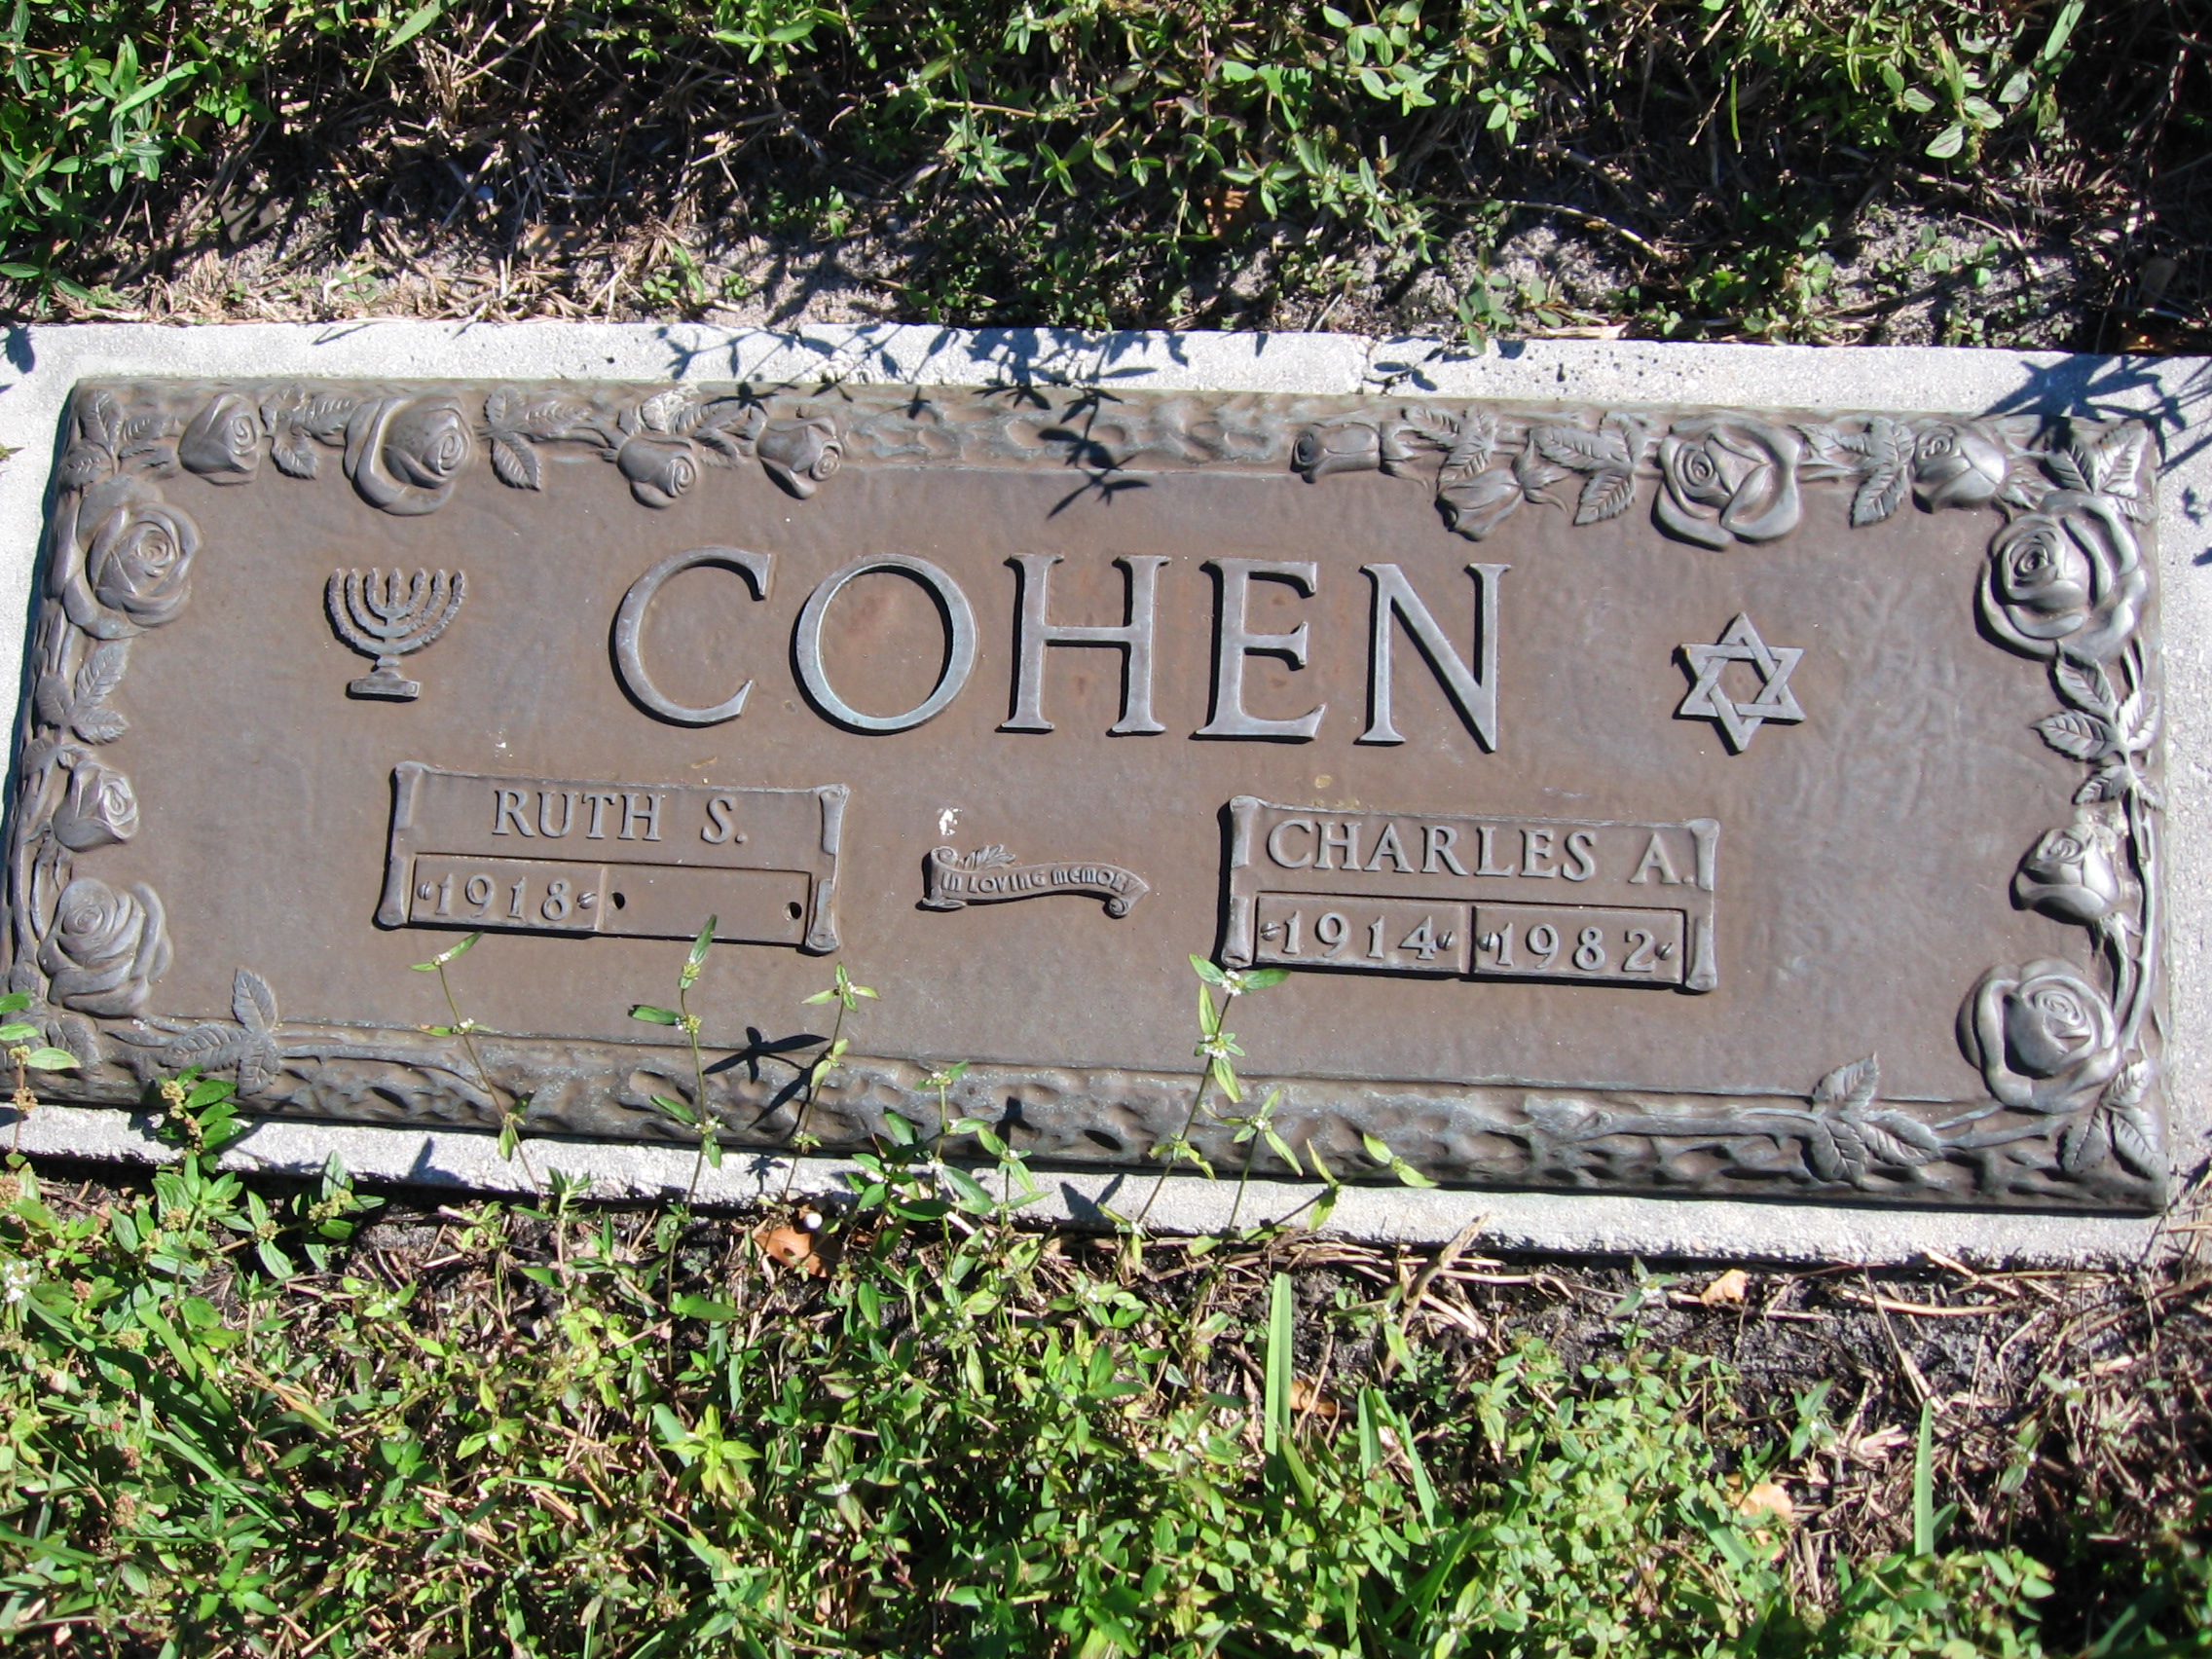 COHEN
RUTH S.
1918
IN LOVING MEMORY
CHARLES A.
1914 1982